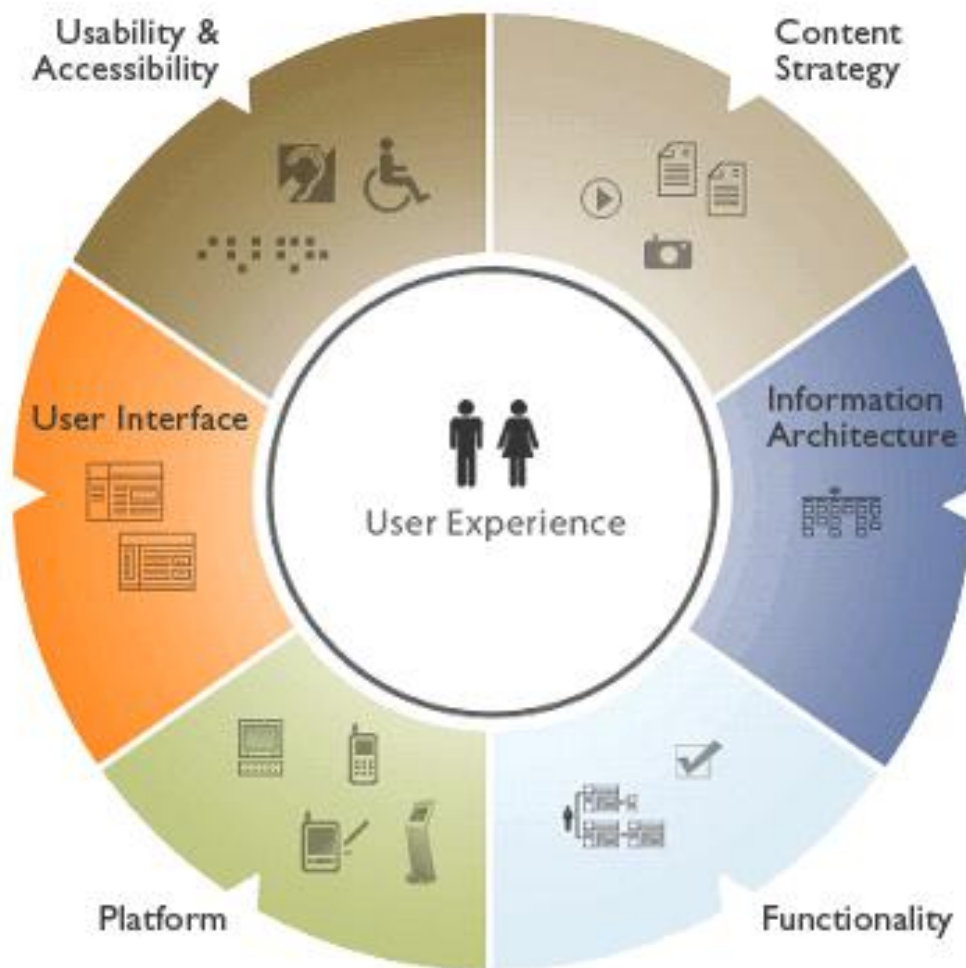 Usability &
Accessibility
Content
Strategy
User Interface
Information
Architecture
User Experience
Platform
Functionality